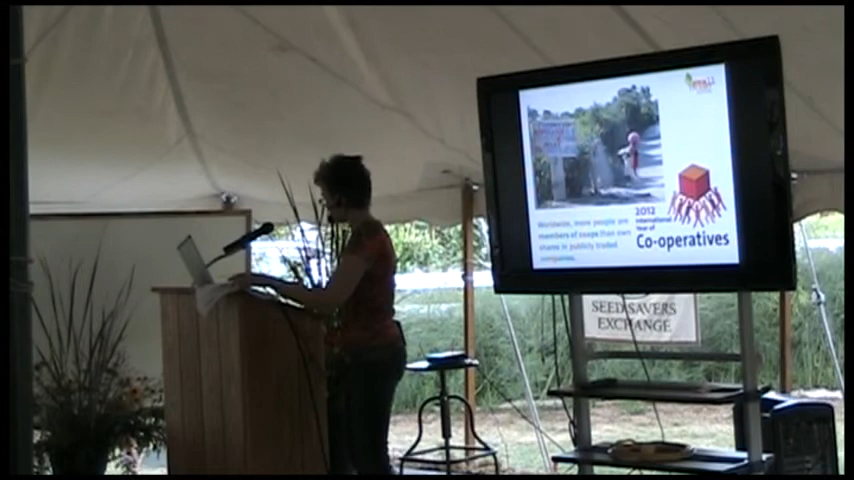 Worldwide, more people are
members of coops than own
shares in publicly traded
companies.
2012
International
Year of
Co-operatives
SEED SAVERS
EXCHANGE